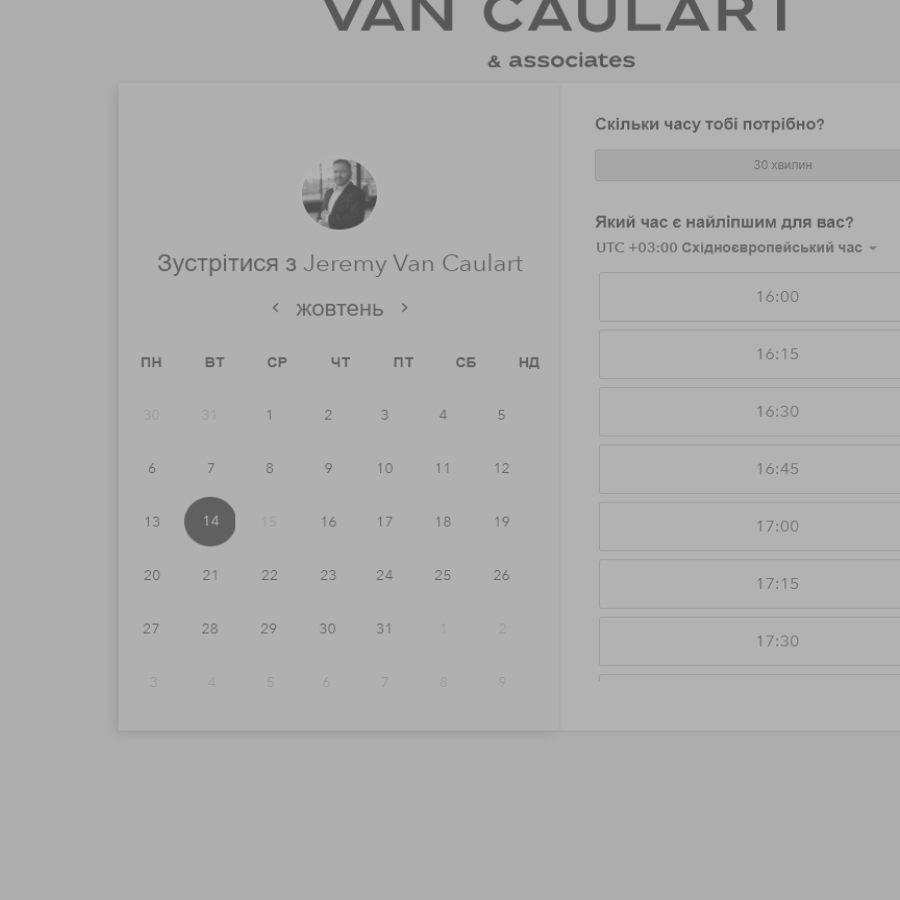 VAN CAULART
& associates
Зустрітися з Jeremy Van Caulart
жовтень
ПН ВТ СР ЧТ ПТ СБ НД
30 31 1 2 3 4 5
6 7 8 9 10 11 12
13 14 15 16 17 18 19
20 21 22 23 24 25 26
27 28 29 30 31 1 2
3 4 5 6 7 8 9
Скільки часу тобі потрібно?
30 хвилин
Який час є найліпшим для вас?
UTC +03:00 Східноєвропейський час
16:00
16:15
16:30
16:45
17:00
17:15
17:30